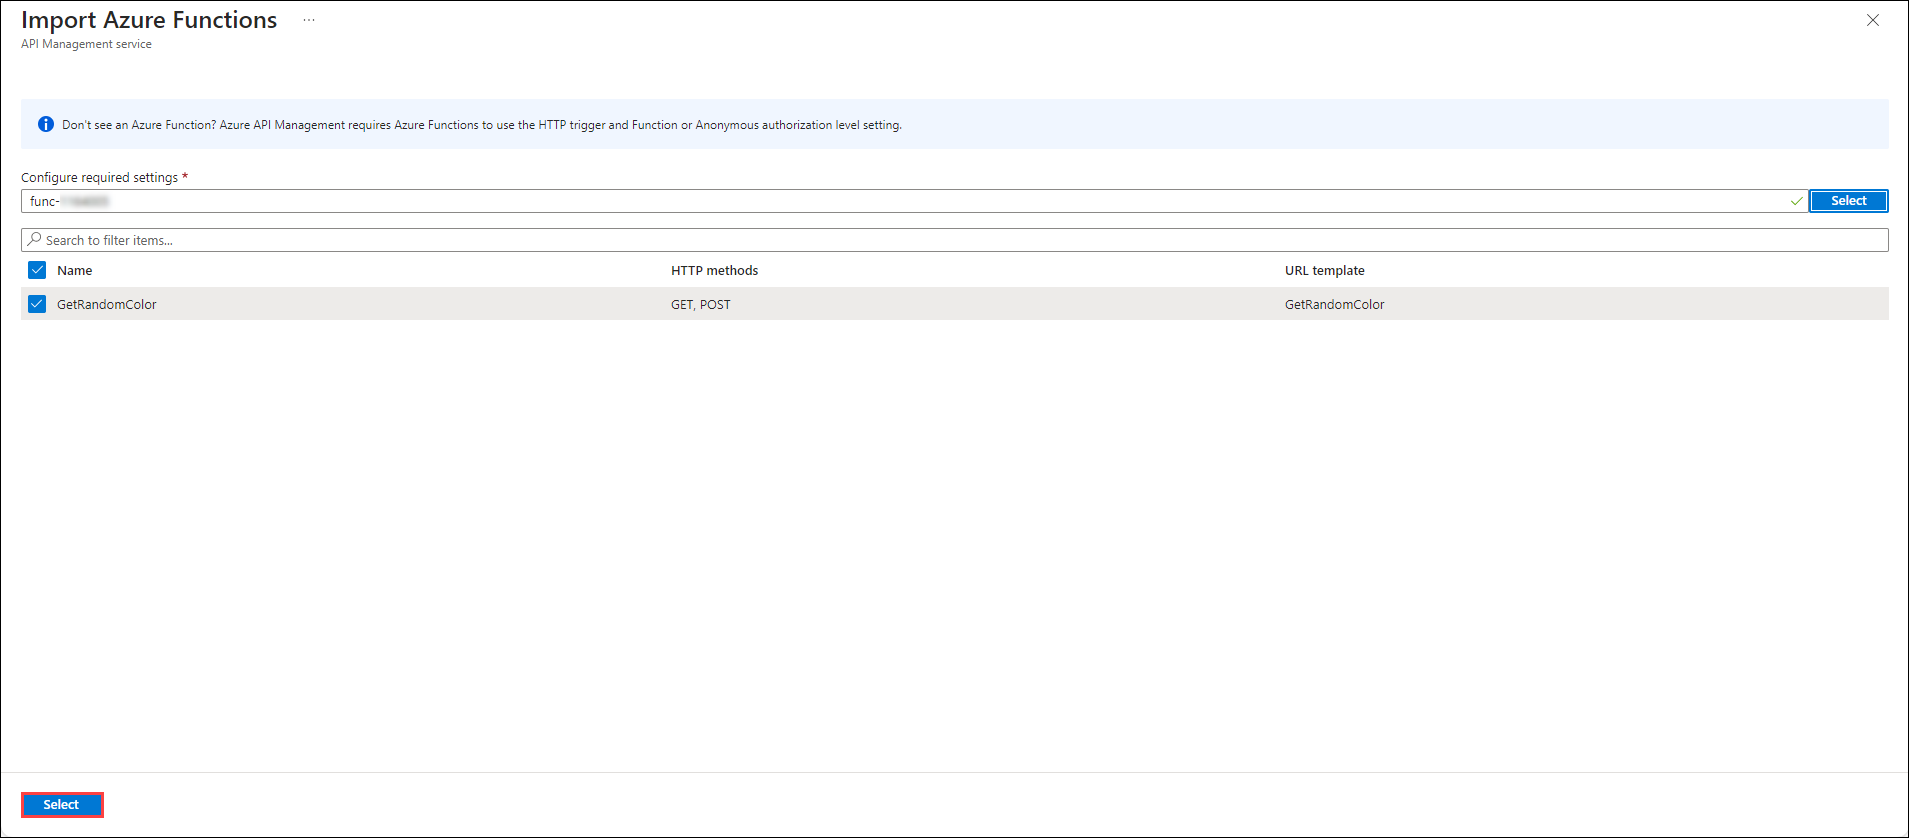 Import Azure Functions ...
API Management service
Don't see an Azure Function? Azure API Management requires Azure Functions to use the HTTP trigger and Function or Anonymous authorization level setting.
Configure required settings *
func-
Select
Search to filter items...
Name HTTP methods URL template
GetRandomColor GET, POST GetRandomColor
Select